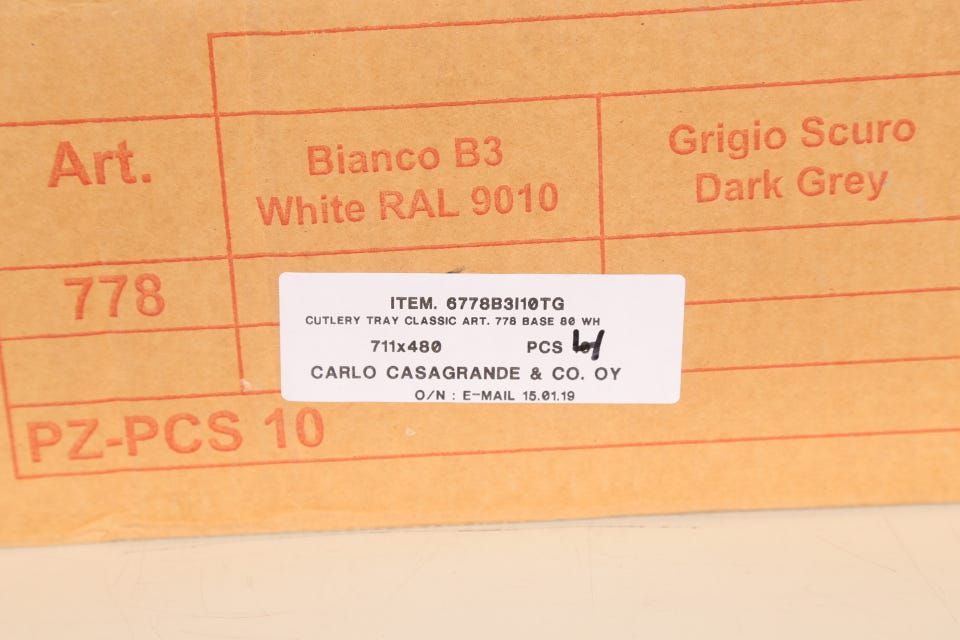 Art.
Bianco B3
White RAL 9010
Grigio Scuro
Dark Grey
778
ITEM. 6778B3I10TG
CUTLERY TRAY CLASSIC ART. 778 BASE 80 WH
711x480 PCS
CARLO CASAGRANDE & CO. OY
O/N : E-MAIL 15.01.19
PZ-PCS 10